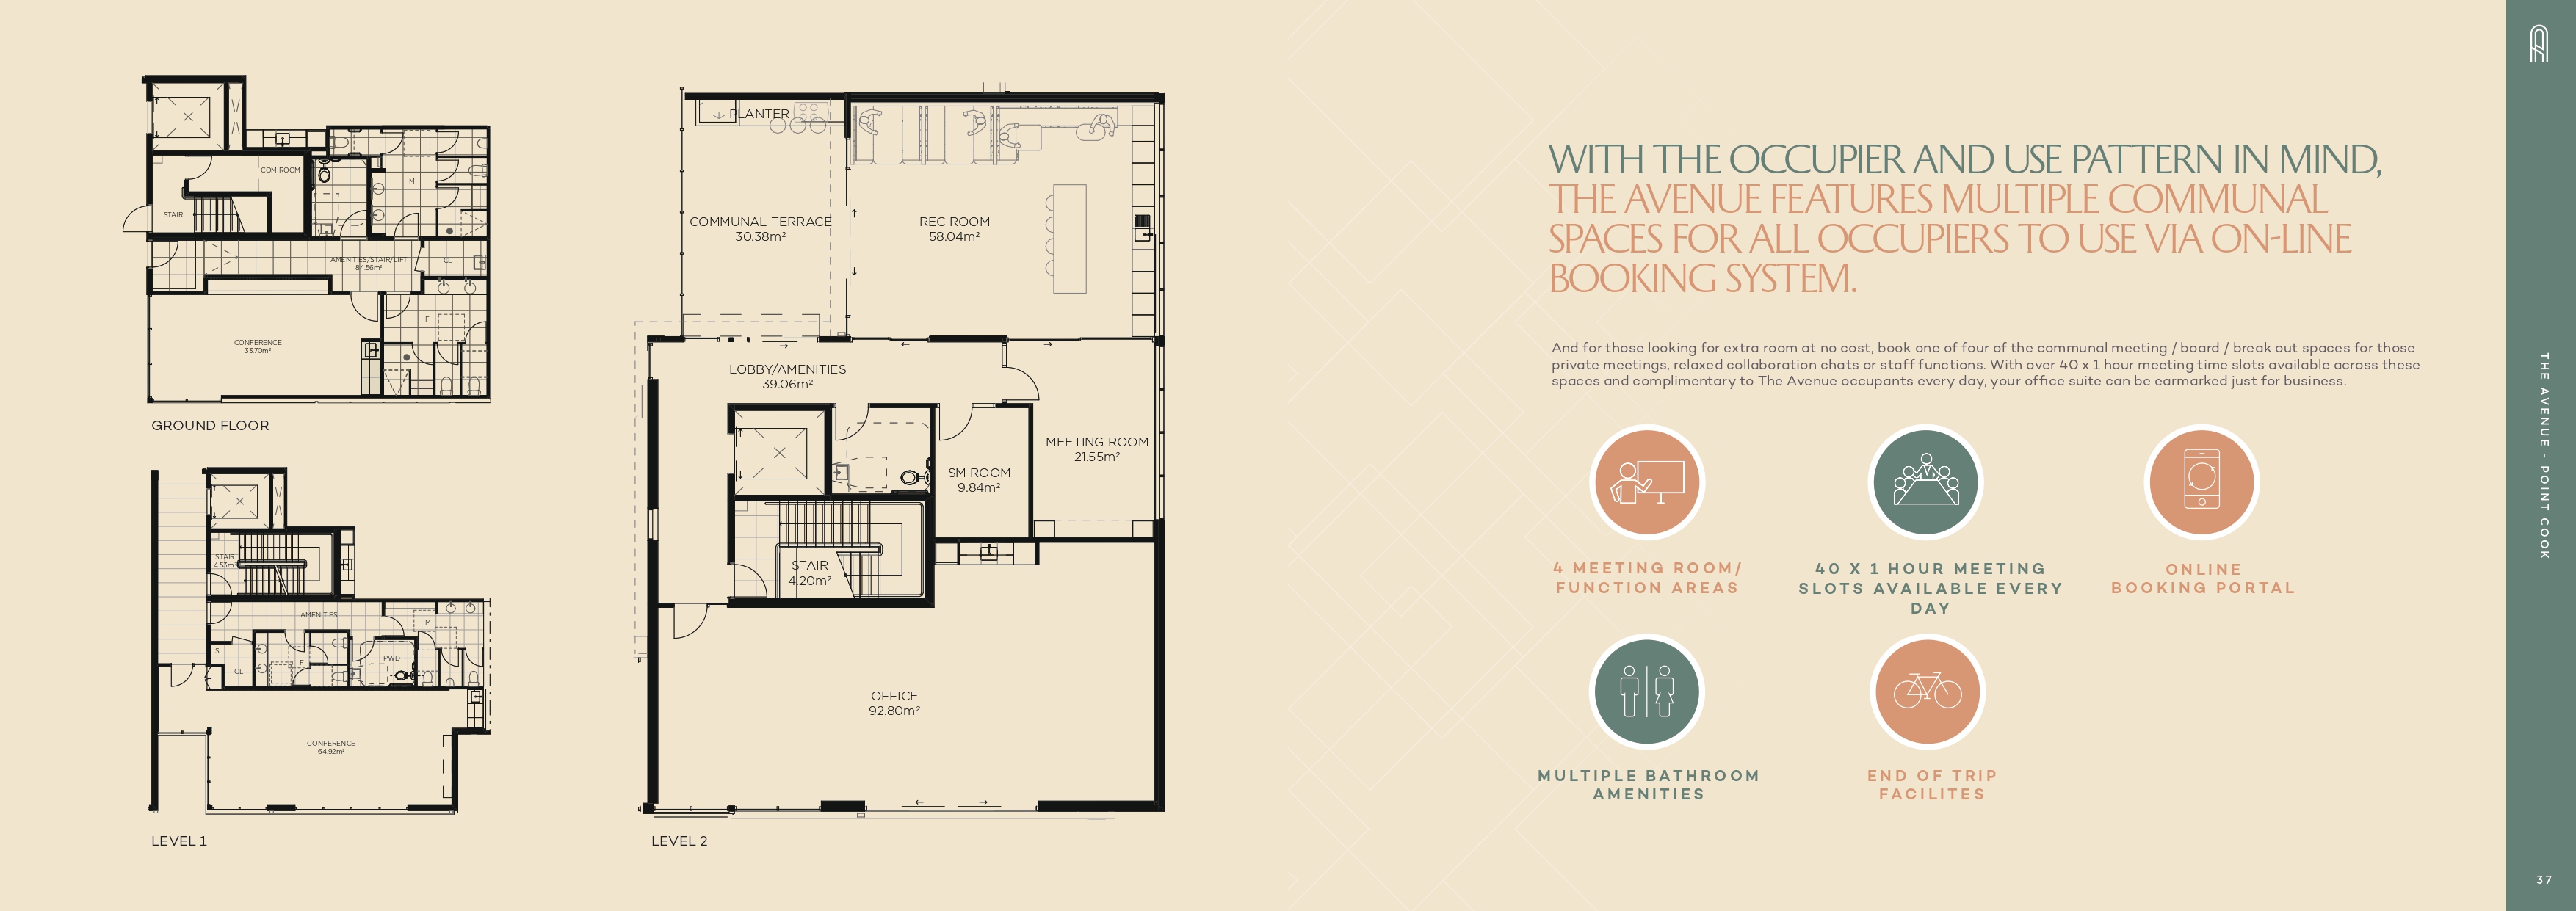 COM ROOM
M
STAIR
AMENITIES/STAIR/LIFT
84.56m²
CL
F
CONFERENCE
33.70m²
GROUND FLOOR
STAIR
4.53m²
AMENITIES
M
S
CL
F
PWD
CONFERENCE
64.92m²
LEVEL 1
PLANTER
COMMUNAL TERRACE
30.38m²
REC ROOM
58.04m²
LOBBY/AMENITIES
39.06m²
MEETING ROOM
21.55m²
SM ROOM
9.84m²
STAIR
4.20m²
OFFICE
92.80m²
LEVEL 2
WITH THE OCCUPIER AND USE PATTERN IN MIND,
THE AVENUE FEATURES MULTIPLE COMMUNAL
SPACES FOR ALL OCCUPIERS TO USE VIA ON-LINE
BOOKING SYSTEM.
And for those looking for extra room at no cost, book one of four of the communal meeting / board / break out spaces for those
private meetings, relaxed collaboration chats or staff functions. With over 40 x 1 hour meeting time slots available across these
spaces and complimentary to The Avenue occupants every day, your office suite can be earmarked just for business.
4 MEETING ROOM/
FUNCTION AREAS
40 X 1 HOUR MEETING
SLOTS AVAILABLE EVERY
DAY
ONLINE
BOOKING PORTAL
MULTIPLE BATHROOM
AMENITIES
END OF TRIP
FACILITES
THE AVENUE - POINT COOK
37